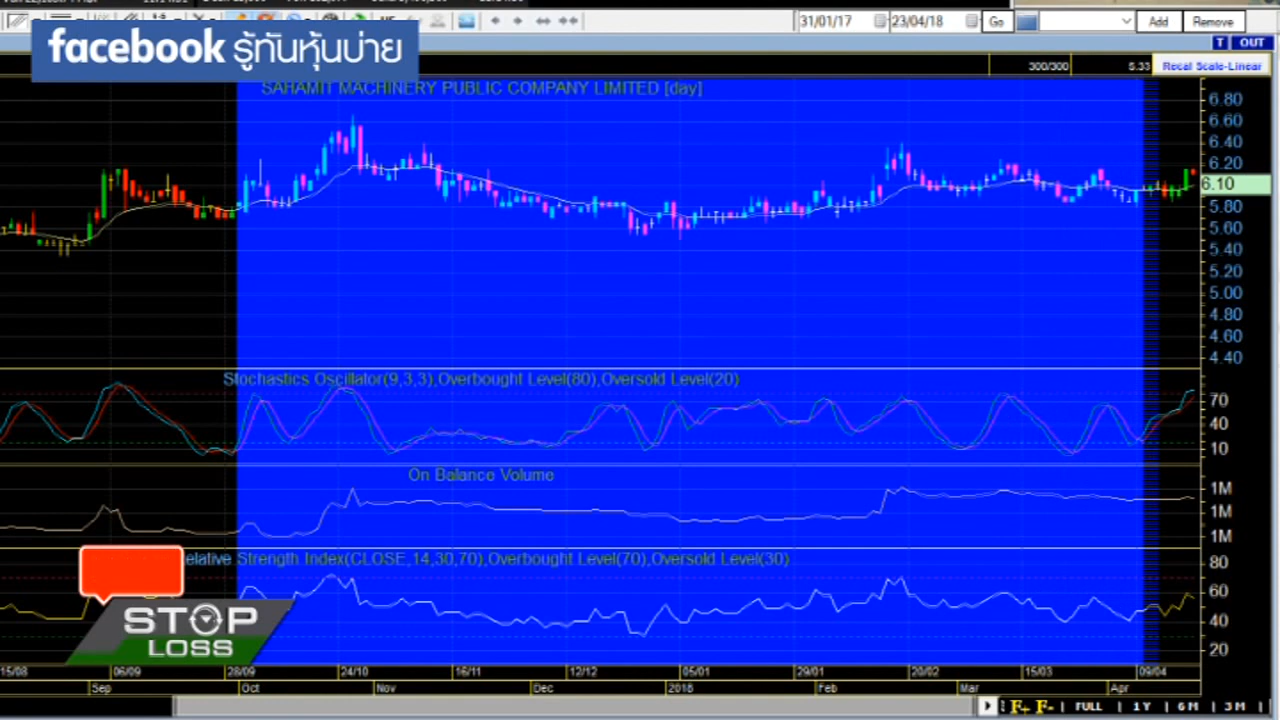 31/01/17 23/04/18 Go Add Remove
facebook รู้ทันหุ้นบ่าย
T OUT
300/300 5.33 Recal Scale-Linear
SAHAMIT MACHINERY PUBLIC COMPANY LIMITED [day]
6.80
6.60
6.40
6.20
6.10
5.80
5.60
5.40
5.20
5.00
4.80
4.60
4.40
Stochastics Oscillator(9,3,3),Overbought Level(80),Oversold Level(20)
70
40
10
On Balance Volume
1M
1M
1M
elative Strength Index(CLOSE,14,30,70),Overbought Level(70),Oversold Level(30)
80
60
40
20
STOP
LOSS
15/08 06/09 28/09 24/10 16/11 12/12 05/01 29/01 20/02 15/03 09/04
Sep Oct Nov Dec 2018 Feb Mar Apr
F+ F- FULL 1Y 6M 3M